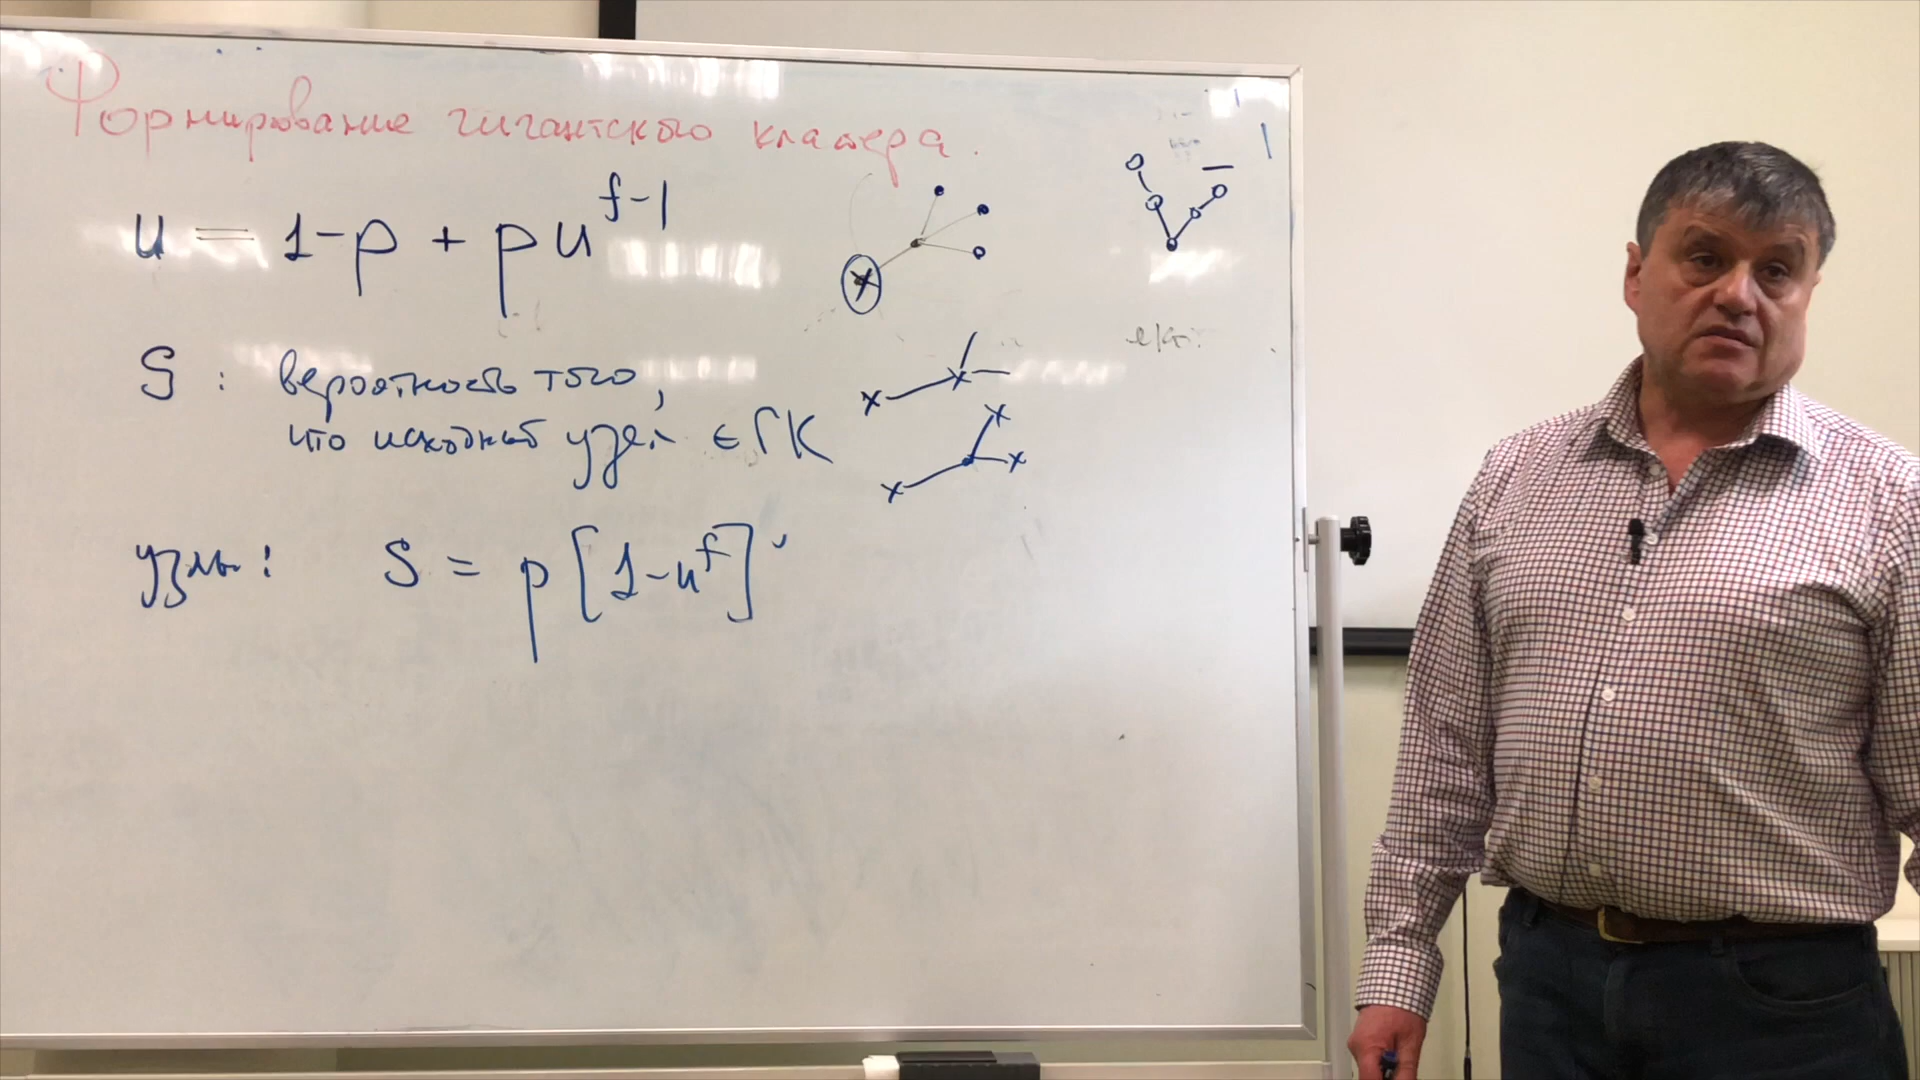 Формирование гигантского кластера.
u = 1-p + pu^{f-1}
S : вероятность того,
что исходный узел ∈ ГК
узлы: S = p[1-u^f]